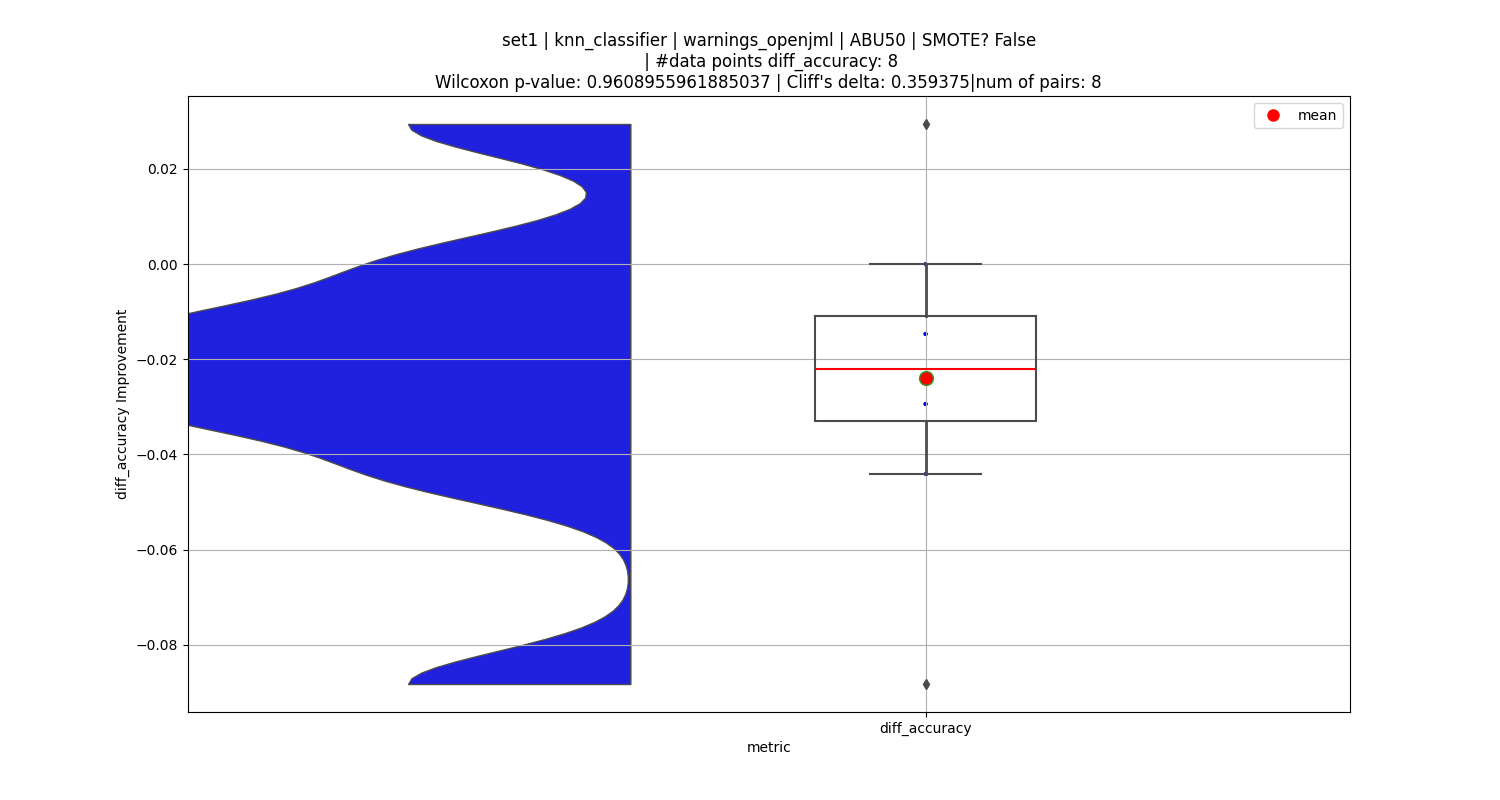 set1 | knn_classifier | warnings_openjml | ABU50 | SMOTE? False
| #data points diff_accuracy: 8
Wilcoxon p-value: 0.9608955961885037 | Cliff's delta: 0.359375|num of pairs: 8
mean
0.02
0.00
−0.02
−0.04
−0.06
−0.08
diff_accuracy Improvement
diff_accuracy
metric